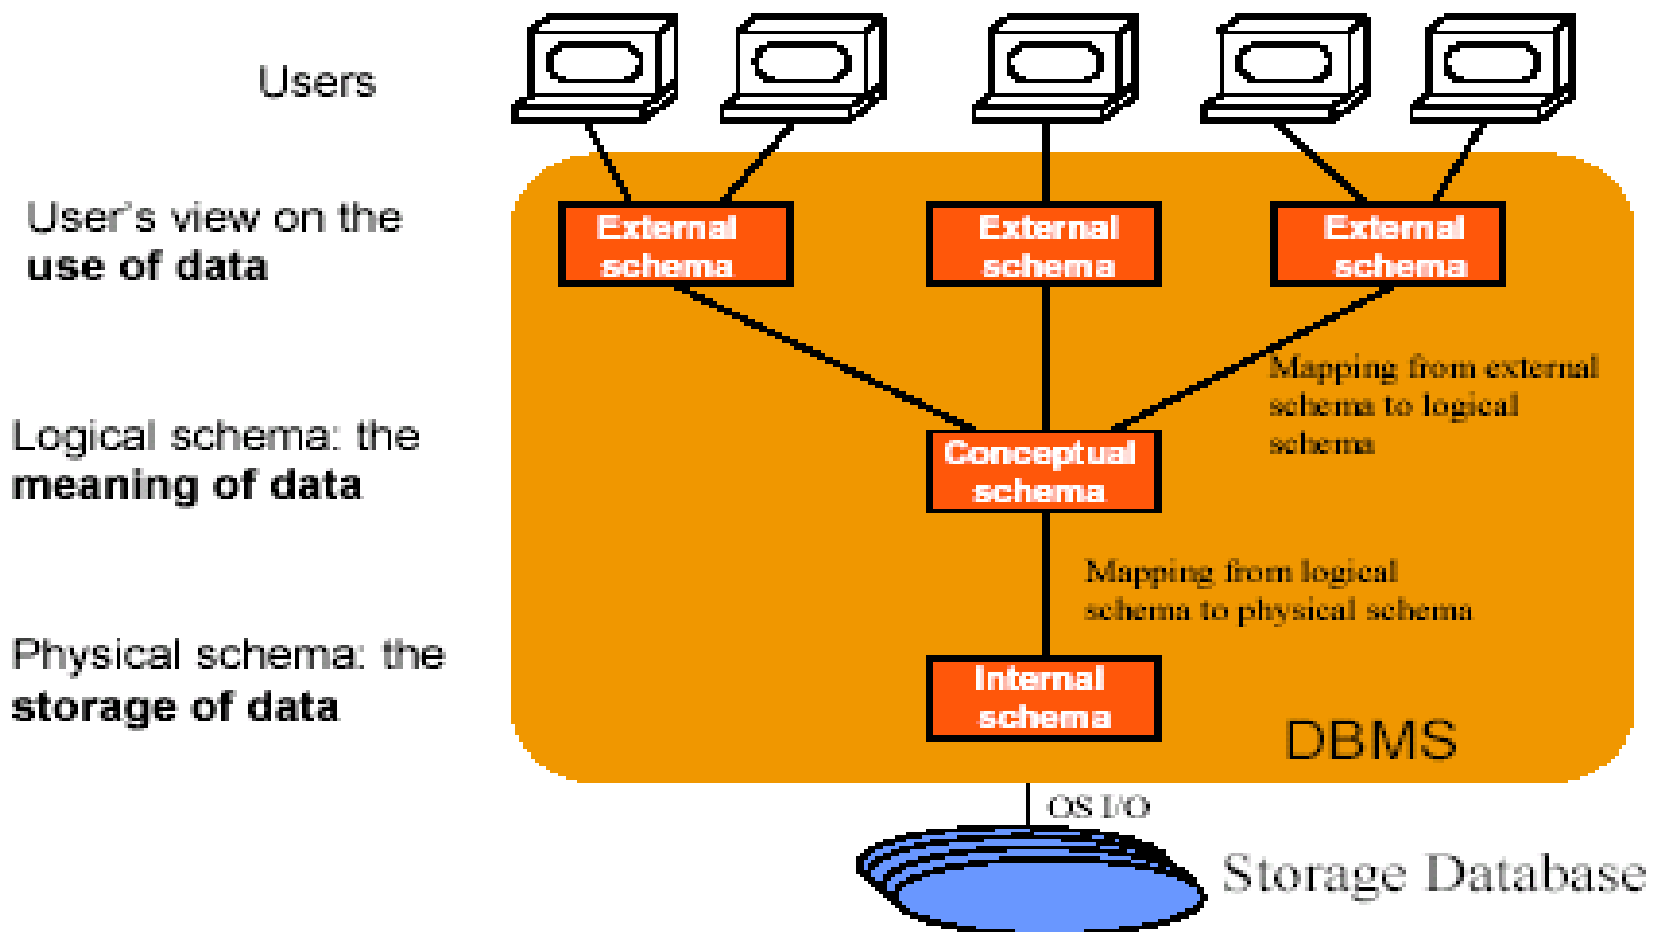 Users
User's view on the
use of data
External
schema
External
schema
External
schema
Mapping from external
schema to logical
schema
Logical schema: the
meaning of data
Conceptual
schema
Mapping from logical
schema to physical schema
Physical schema: the
storage of data
Internal
schema
DBMS
OS I/O
Storage Database